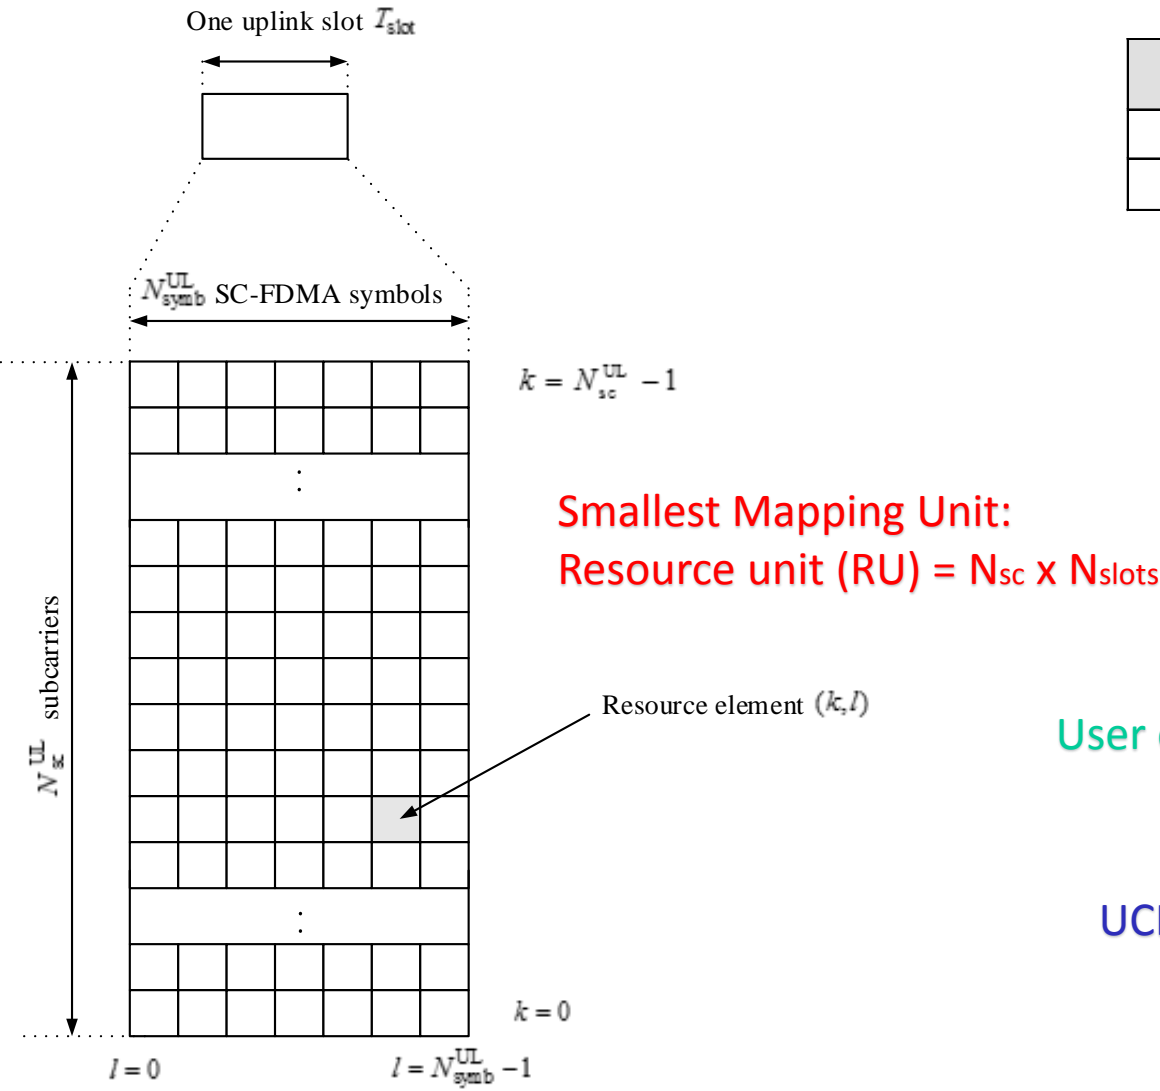 One uplink slot T_slot
N_symb^UL SC-FDMA symbols
k = N_sc^UL − 1
:
Smallest Mapping Unit:
Resource unit (RU) = Nsc x Nslots
N_sc^UL subcarriers
Resource element (k,l)
User
:
k = 0
l = 0
l = N_symb^UL − 1